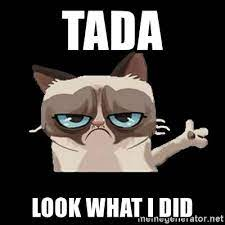 TADA
LOOK WHAT I DID
memegenerator.net